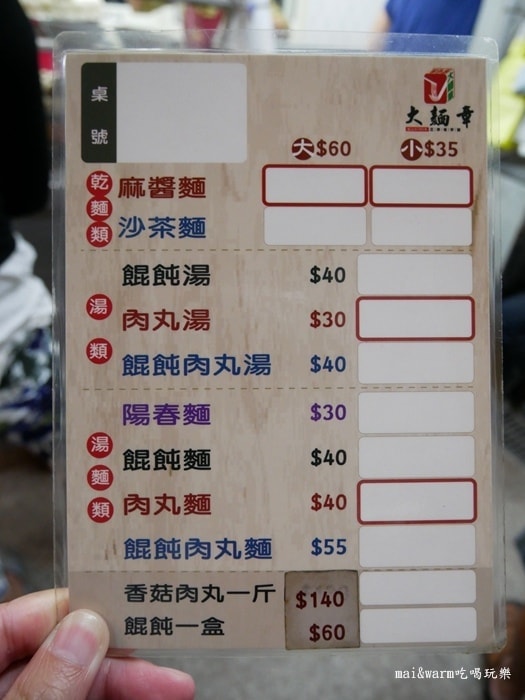 桌號
大麵章
大$60 小$35
乾麵類
麻醬麵
沙茶麵
湯類
餛飩湯 $40
肉丸湯 $30
餛飩肉丸湯 $40
湯麵類
陽春麵 $30
餛飩麵 $40
肉丸麵 $40
餛飩肉丸麵 $55
香菇肉丸一斤 $140
餛飩一盒 $60
mai&warm吃喝玩樂